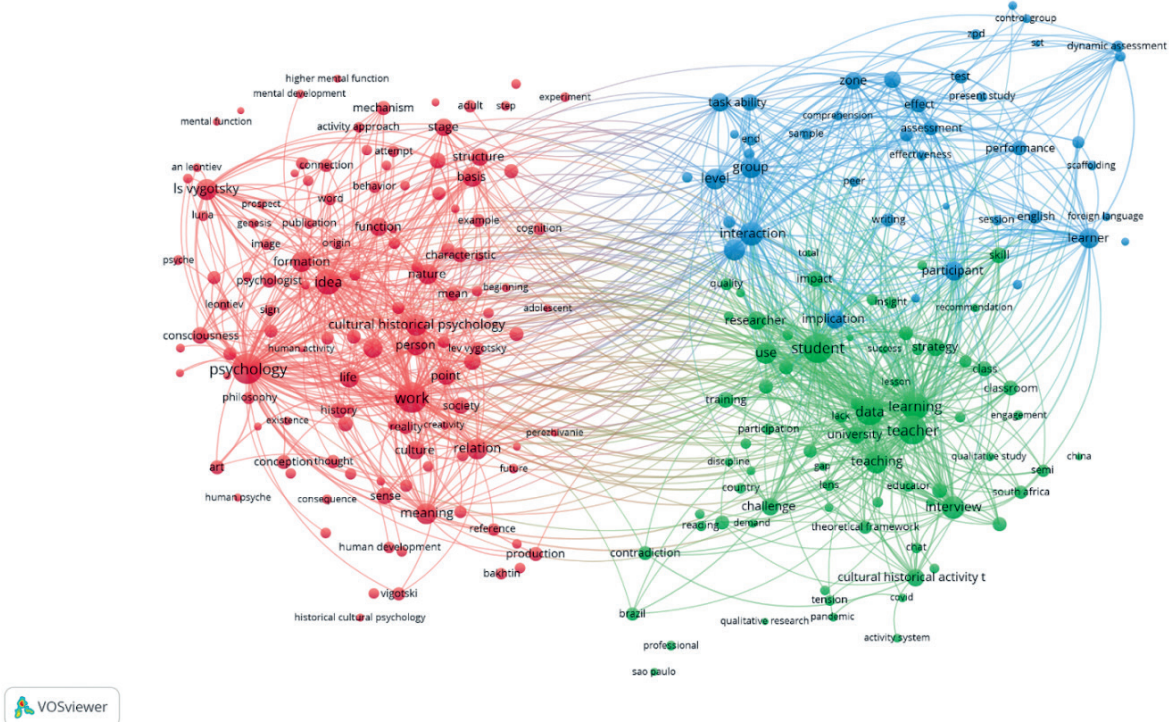 control group
zpd
sct
dynamic assessment
higher mental function
zone
test
mental development
mechanism
adult
step
experiment
present study
task ability
effect
comprehension
mental function
activity approach
stage
end
sample
assessment
attempt
structure
performance
effectiveness
an leontiev
connection
group
scaffolding
behavior
basis
level
peer
ls vygotsky
prospect
word
luria
publication
example
writing
session
english
foreign language
genesis
function
cognition
interaction
learner
image
origin
characteristic
total
skill
psyche
formation
psychologist
idea
nature
impact
participant
quality
mean
beginning
insight
leontiev
sign
adolescent
recommendation
cultural historical psychology
researcher
implication
consciousness
human activity
person
lev vygotsky
use
student
success
strategy
psychology
life
point
class
lesson
philosophy
work
training
classroom
history
society
data
learning
lack
engagement
existence
reality
creativity
perezhivanie
participation
university
teacher
culture
relation
art
conception
thought
future
discipline
gap
teaching
qualitative study
china
semi
human psyche
consequence
sense
country
lens
educator
south africa
meaning
challenge
interview
reference
reading
demand
theoretical framework
human development
production
contradiction
chat
bakhtin
cultural historical activity t
vigotski
tension
covid
historical cultural psychology
brazil
qualitative research
pandemic
activity system
professional
sao paulo
VOSviewer